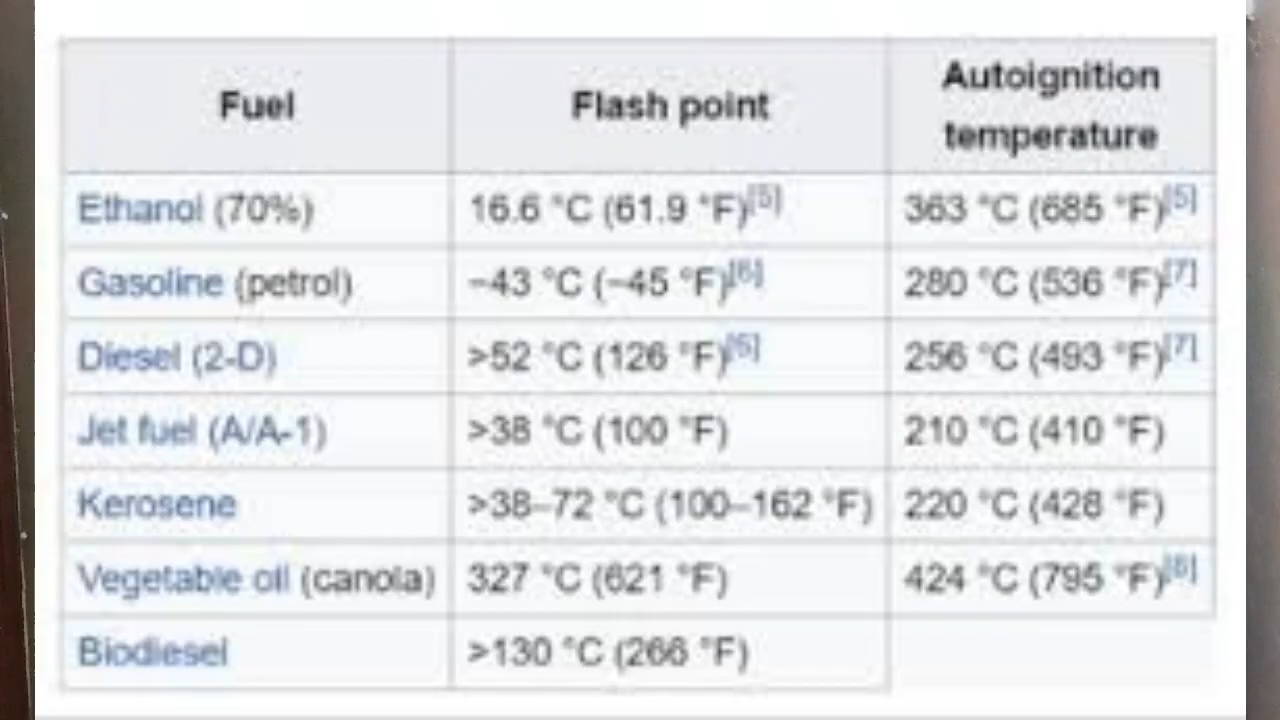 Fuel Flash point Autoignition temperature
Ethanol (70%) 16.6 °C (61.9 °F)[5] 363 °C (685 °F)[5]
Gasoline (petrol) −43 °C (−45 °F)[6] 280 °C (536 °F)[7]
Diesel (2-D) >52 °C (126 °F)[6] 256 °C (493 °F)[7]
Jet fuel (A/A-1) >38 °C (100 °F) 210 °C (410 °F)
Kerosene >38–72 °C (100–162 °F) 220 °C (428 °F)
Vegetable oil (canola) 327 °C (621 °F) 424 °C (795 °F)[8]
Biodiesel >130 °C (266 °F)